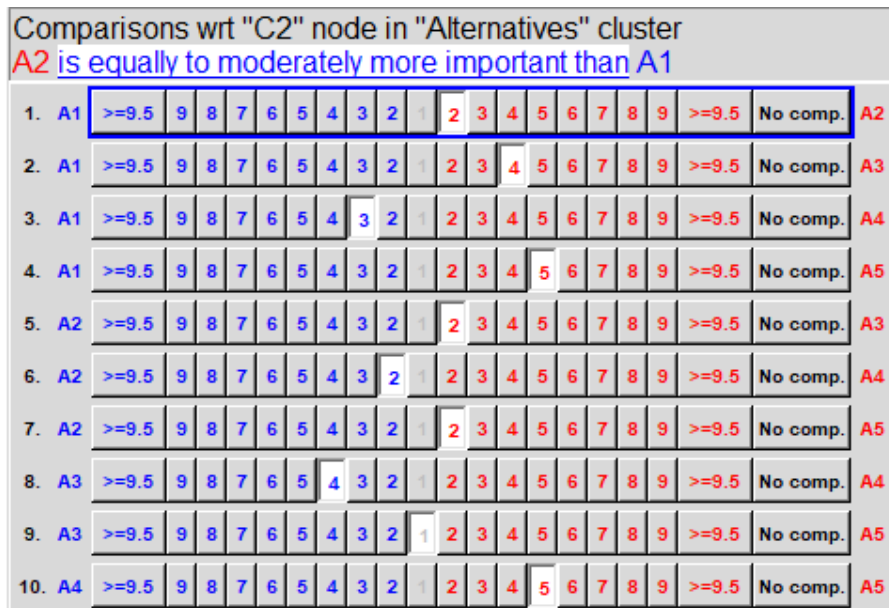 Comparisons wrt "C2" node in "Alternatives" cluster
A2 is equally to moderately more important than A1
1. A1 >=9.5 9 8 7 6 5 4 3 2 1 2 3 4 5 6 7 8 9 >=9.5 No comp. A2
2. A1 >=9.5 9 8 7 6 5 4 3 2 1 2 3 4 5 6 7 8 9 >=9.5 No comp. A3
3. A1 >=9.5 9 8 7 6 5 4 3 2 1 2 3 4 5 6 7 8 9 >=9.5 No comp. A4
4. A1 >=9.5 9 8 7 6 5 4 3 2 1 2 3 4 5 6 7 8 9 >=9.5 No comp. A5
5. A2 >=9.5 9 8 7 6 5 4 3 2 1 2 3 4 5 6 7 8 9 >=9.5 No comp. A3
6. A2 >=9.5 9 8 7 6 5 4 3 2 1 2 3 4 5 6 7 8 9 >=9.5 No comp. A4
7. A2 >=9.5 9 8 7 6 5 4 3 2 1 2 3 4 5 6 7 8 9 >=9.5 No comp. A5
8. A3 >=9.5 9 8 7 6 5 4 3 2 1 2 3 4 5 6 7 8 9 >=9.5 No comp. A4
9. A3 >=9.5 9 8 7 6 5 4 3 2 1 2 3 4 5 6 7 8 9 >=9.5 No comp. A5
10. A4 >=9.5 9 8 7 6 5 4 3 2 1 2 3 4 5 6 7 8 9 >=9.5 No comp. A5